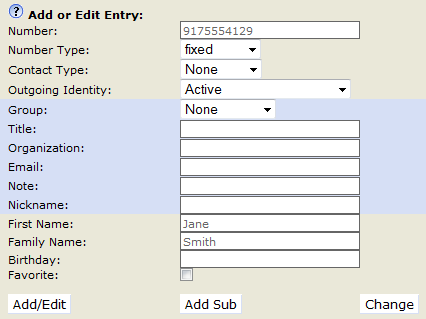 ? Add or Edit Entry:
Number: 9175554129
Number Type: fixed
Contact Type: None
Outgoing Identity: Active
Group: None
Title:
Organization:
Email:
Note:
Nickname:
First Name: Jane
Family Name: Smith
Birthday:
Favorite:
Add/Edit Add Sub Change